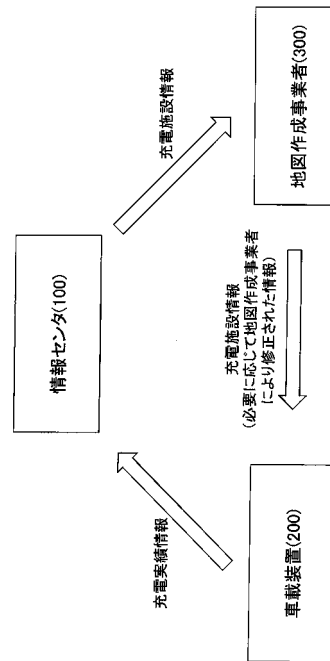 情報センタ(100)
充電実績情報
充電施設情報
車載装置(200)
充電施設情報
(必要に応じて地図作成事業者
により修正された情報)
地図作成事業者(300)